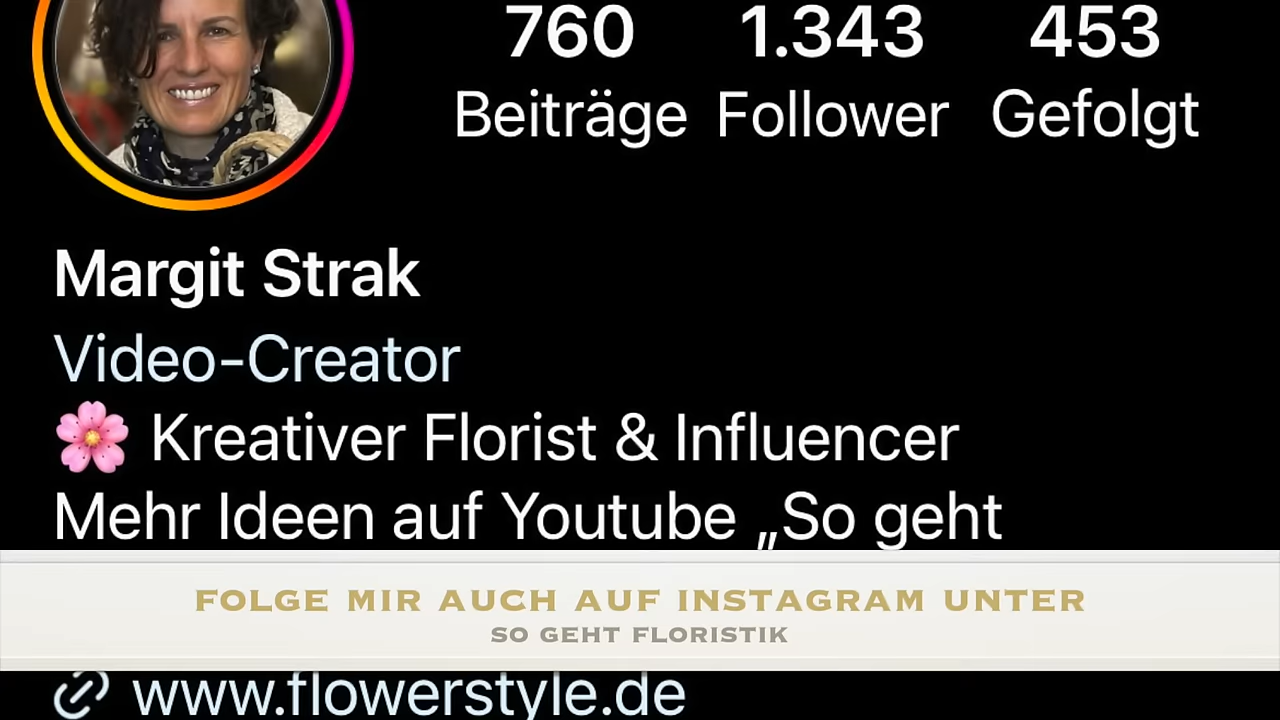 760 1.343 453
Beiträge Follower Gefolgt
Margit Strak
Video-Creator
🌸 Kreativer Florist & Influencer
Mehr Ideen auf Youtube „So geht
FOLGE MIR AUCH AUF INSTAGRAM UNTER
SO GEHT FLORISTIK
www.flowerstyle.de